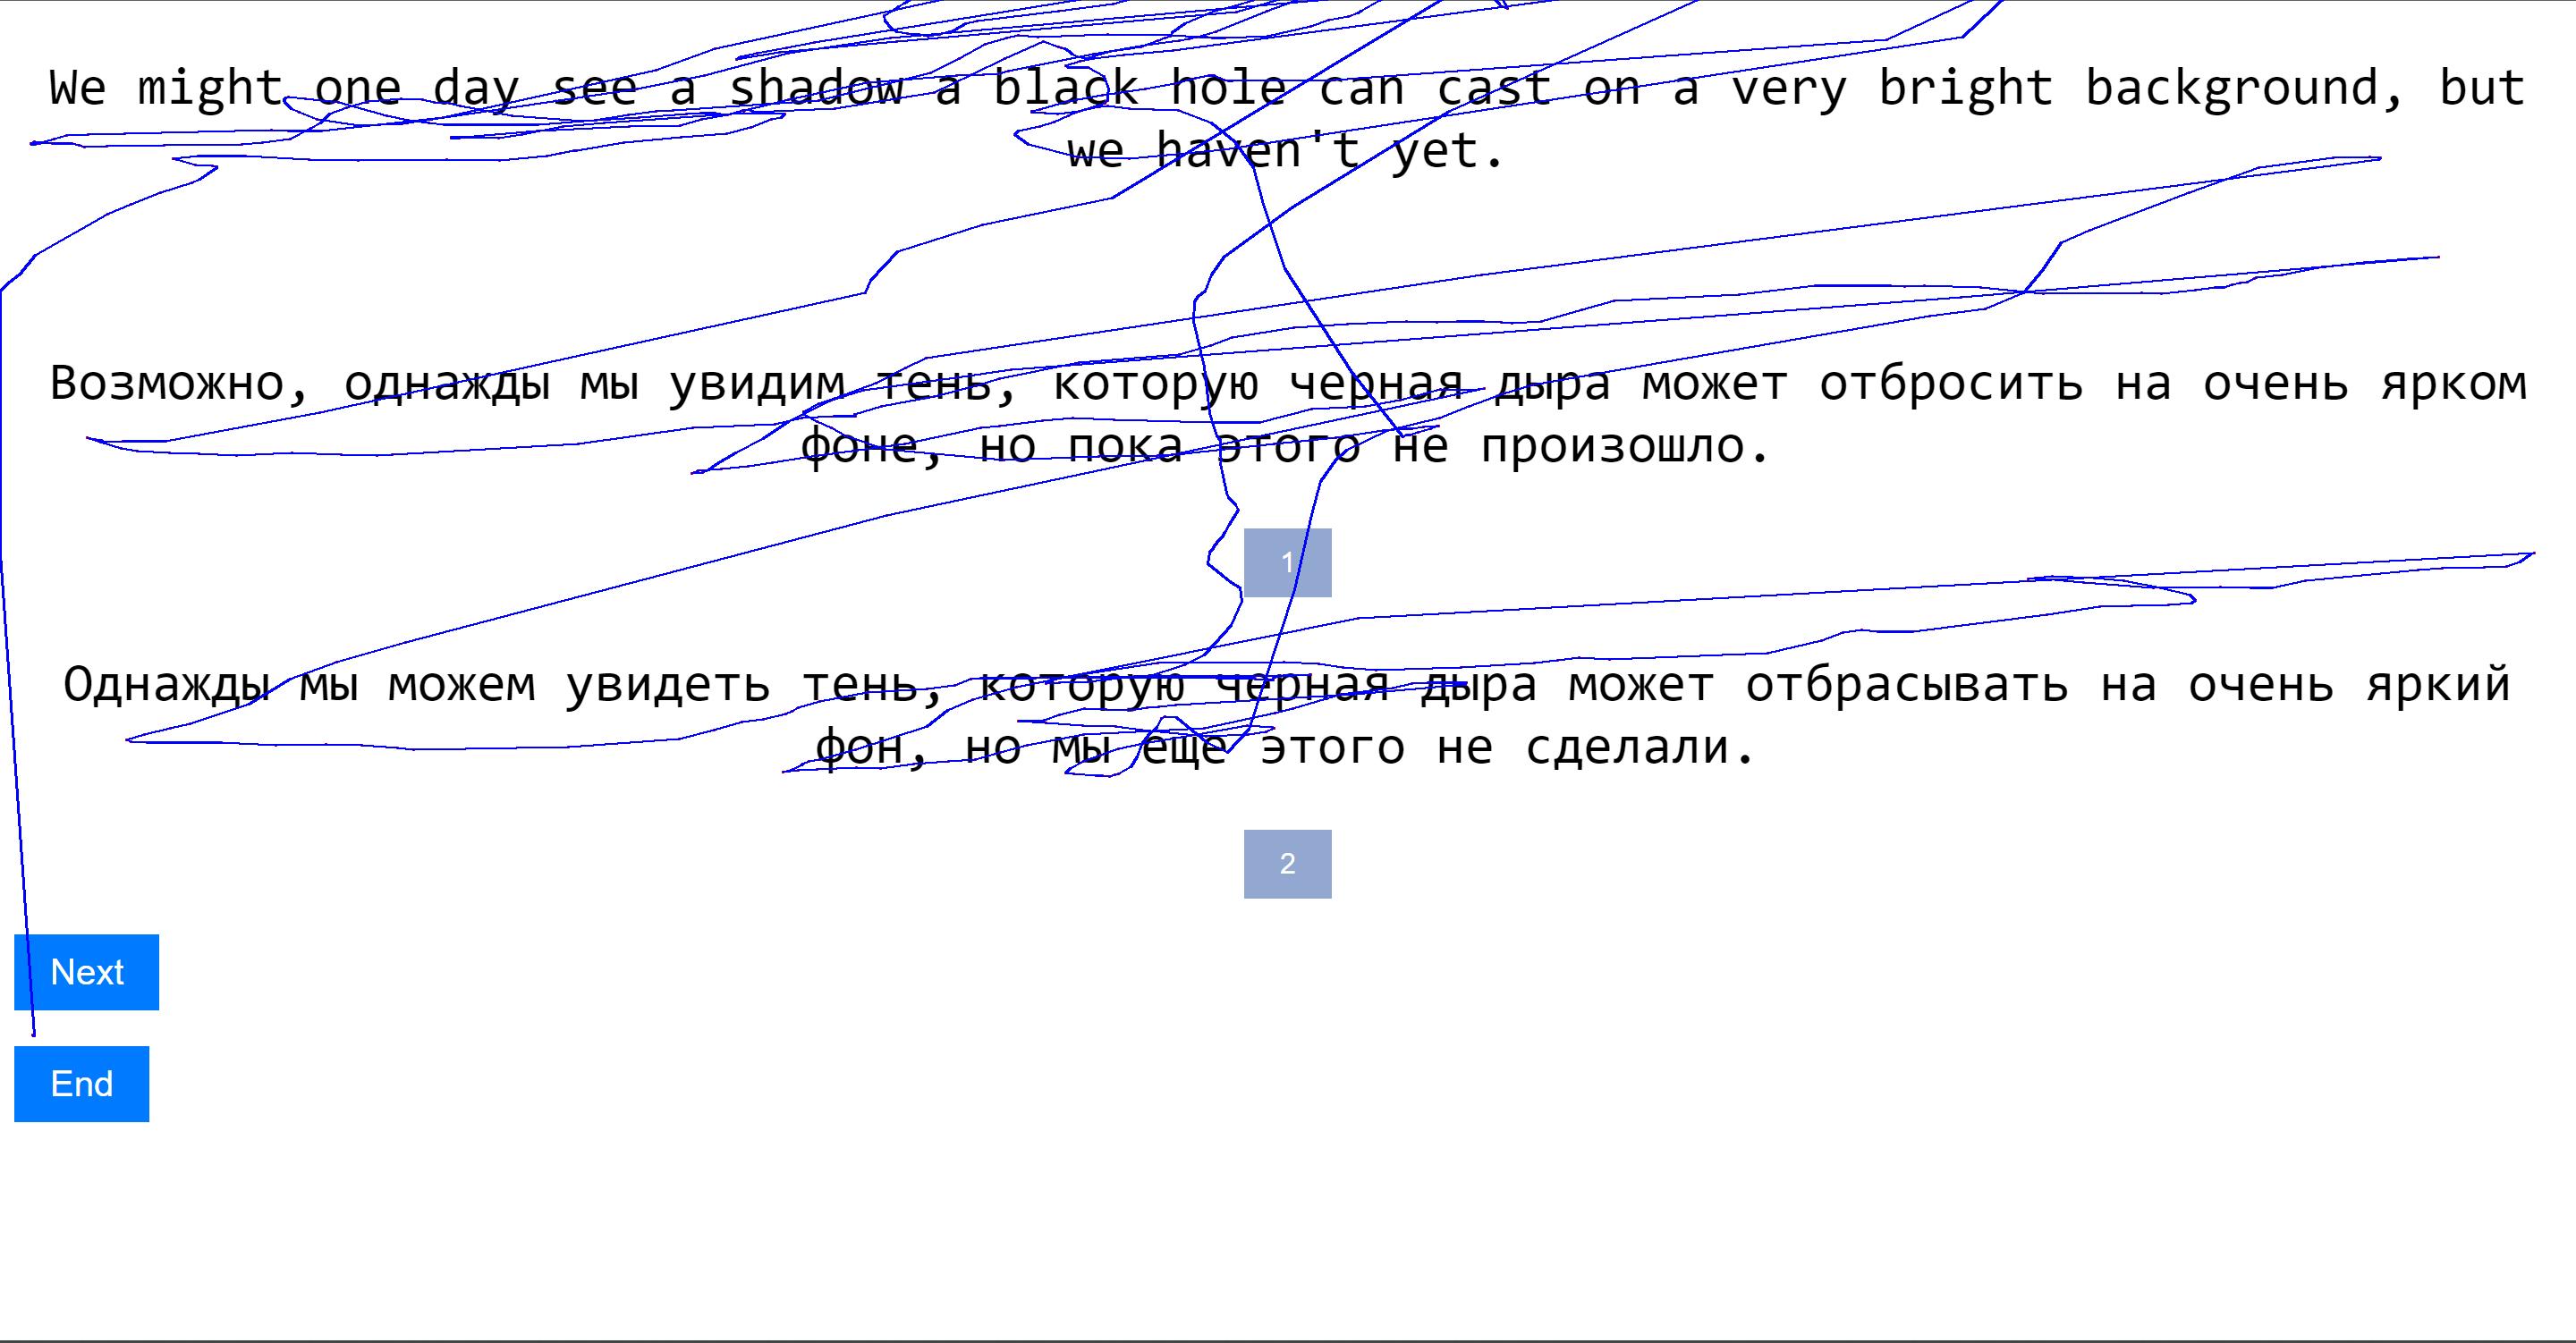 We might one day see a shadow a black hole can cast on a very bright background, but
we haven't yet.
Возможно, однажды мы увидим тень, которую черная дыра может отбросить на очень ярком
фоне, но пока этого не произошло.
1
Однажды мы можем увидеть тень, которую черная дыра может отбрасывать на очень яркий
фон, но мы еще этого не сделали.
2
Next
End